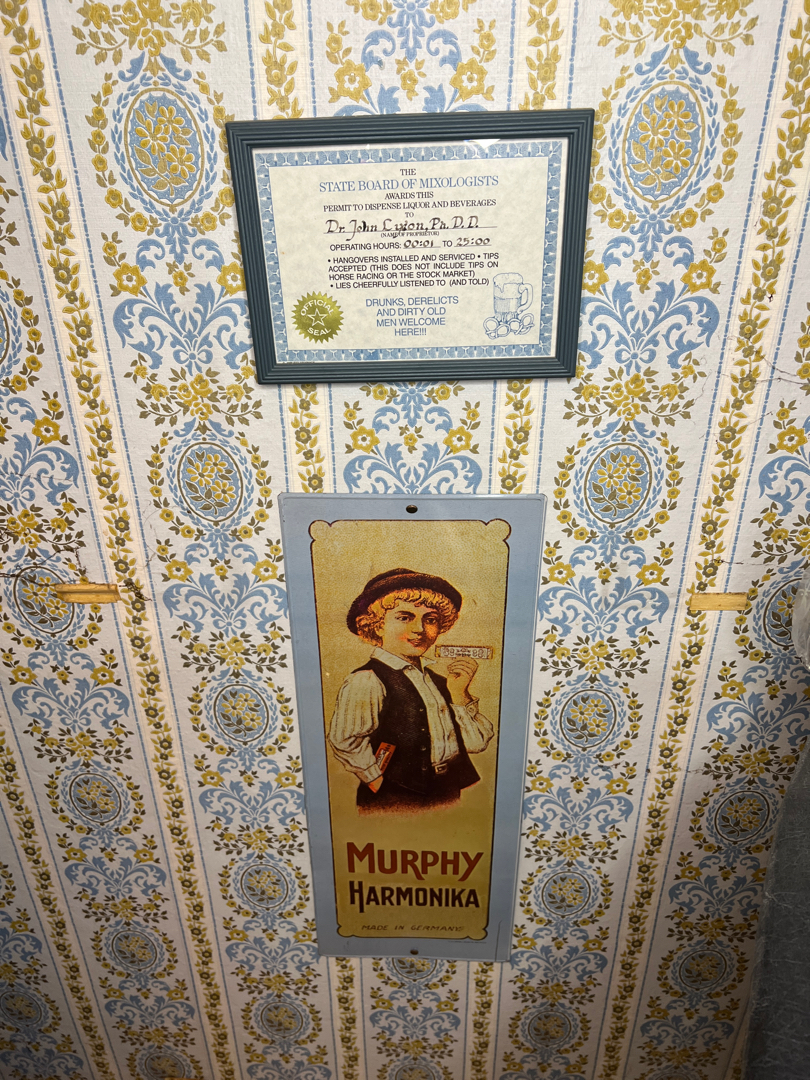 THE
STATE BOARD OF MIXOLOGISTS
AWARDS THIS
PERMIT TO DISPENSE LIQUOR AND BEVERAGES
TO
Dr. John Lyion, Ph. D. D.
(NAME OF PROPRIETOR)
OPERATING HOURS: 00:01 TO 25:00
• HANGOVERS INSTALLED AND SERVICED • TIPS
ACCEPTED (THIS DOES NOT INCLUDE TIPS ON
HORSE RACING OR THE STOCK MARKET)
• LIES CHEERFULLY LISTENED TO (AND TOLD)
OFFICIAL
SEAL
DRUNKS, DERELICTS
AND DIRTY OLD
MEN WELCOME
HERE!!!
MURPHY
HARMONIKA
MADE IN GERMANY